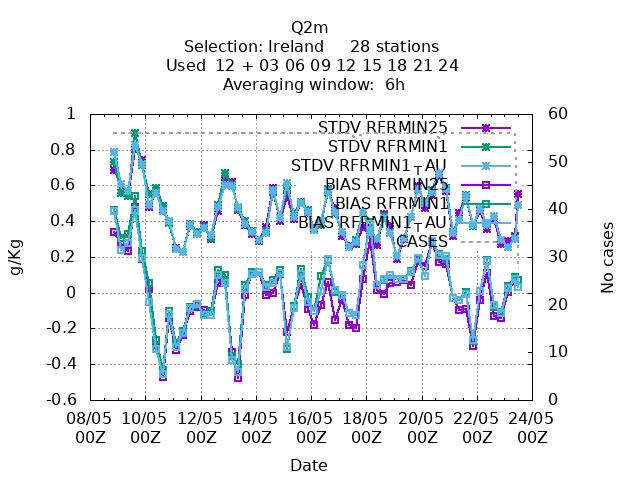 Q2m
Selection: Ireland 28 stations
Used 12 + 03 06 09 12 15 18 21 24
Averaging window: 6h
1
0.8
0.6
0.4
0.2
0
-0.2
-0.4
-0.6
g/Kg
60
50
40
30
20
10
0
No cases
STDV RFRMIN25
STDV RFRMIN1
STDV RFRMIN1_AU
BIAS RFRMIN25
BIAS RFRMIN1
BIAS RFRMIN1_AU
CASES
08/05 10/05 12/05 14/05 16/05 18/05 20/05 22/05 24/05
00Z 00Z 00Z 00Z 00Z 00Z 00Z 00Z 00Z
Date